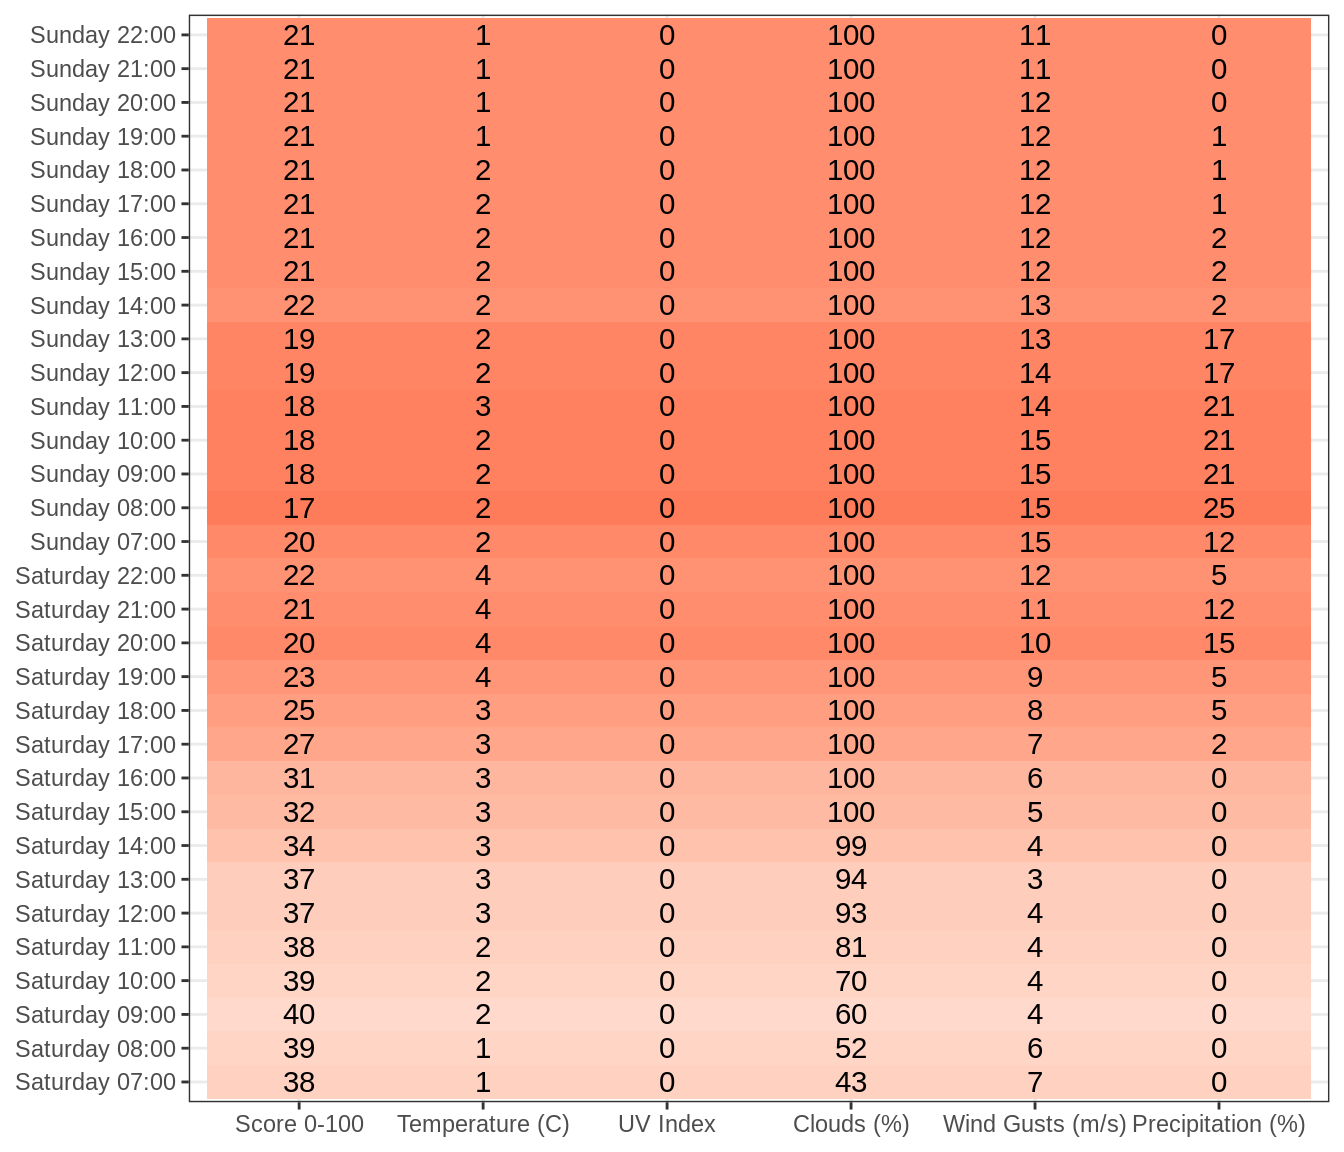 Sunday 22:00 21 1 0 100 11 0
Sunday 21:00 21 1 0 100 11 0
Sunday 20:00 21 1 0 100 12 0
Sunday 19:00 21 1 0 100 12 1
Sunday 18:00 21 2 0 100 12 1
Sunday 17:00 21 2 0 100 12 1
Sunday 16:00 21 2 0 100 12 2
Sunday 15:00 21 2 0 100 12 2
Sunday 14:00 22 2 0 100 13 2
Sunday 13:00 19 2 0 100 13 17
Sunday 12:00 19 2 0 100 14 17
Sunday 11:00 18 3 0 100 14 21
Sunday 10:00 18 2 0 100 15 21
Sunday 09:00 18 2 0 100 15 21
Sunday 08:00 17 2 0 100 15 25
Sunday 07:00 20 2 0 100 15 12
Saturday 22:00 22 4 0 100 12 5
Saturday 21:00 21 4 0 100 11 12
Saturday 20:00 20 4 0 100 10 15
Saturday 19:00 23 4 0 100 9 5
Saturday 18:00 25 3 0 100 8 5
Saturday 17:00 27 3 0 100 7 2
Saturday 16:00 31 3 0 100 6 0
Saturday 15:00 32 3 0 100 5 0
Saturday 14:00 34 3 0 99 4 0
Saturday 13:00 37 3 0 94 3 0
Saturday 12:00 37 3 0 93 4 0
Saturday 11:00 38 2 0 81 4 0
Saturday 10:00 39 2 0 70 4 0
Saturday 09:00 40 2 0 60 4 0
Saturday 08:00 39 1 0 52 6 0
Saturday 07:00 38 1 0 43 7 0
Score 0-100 Temperature (C) UV Index Clouds (%) Wind Gusts (m/s) Precipitation (%)